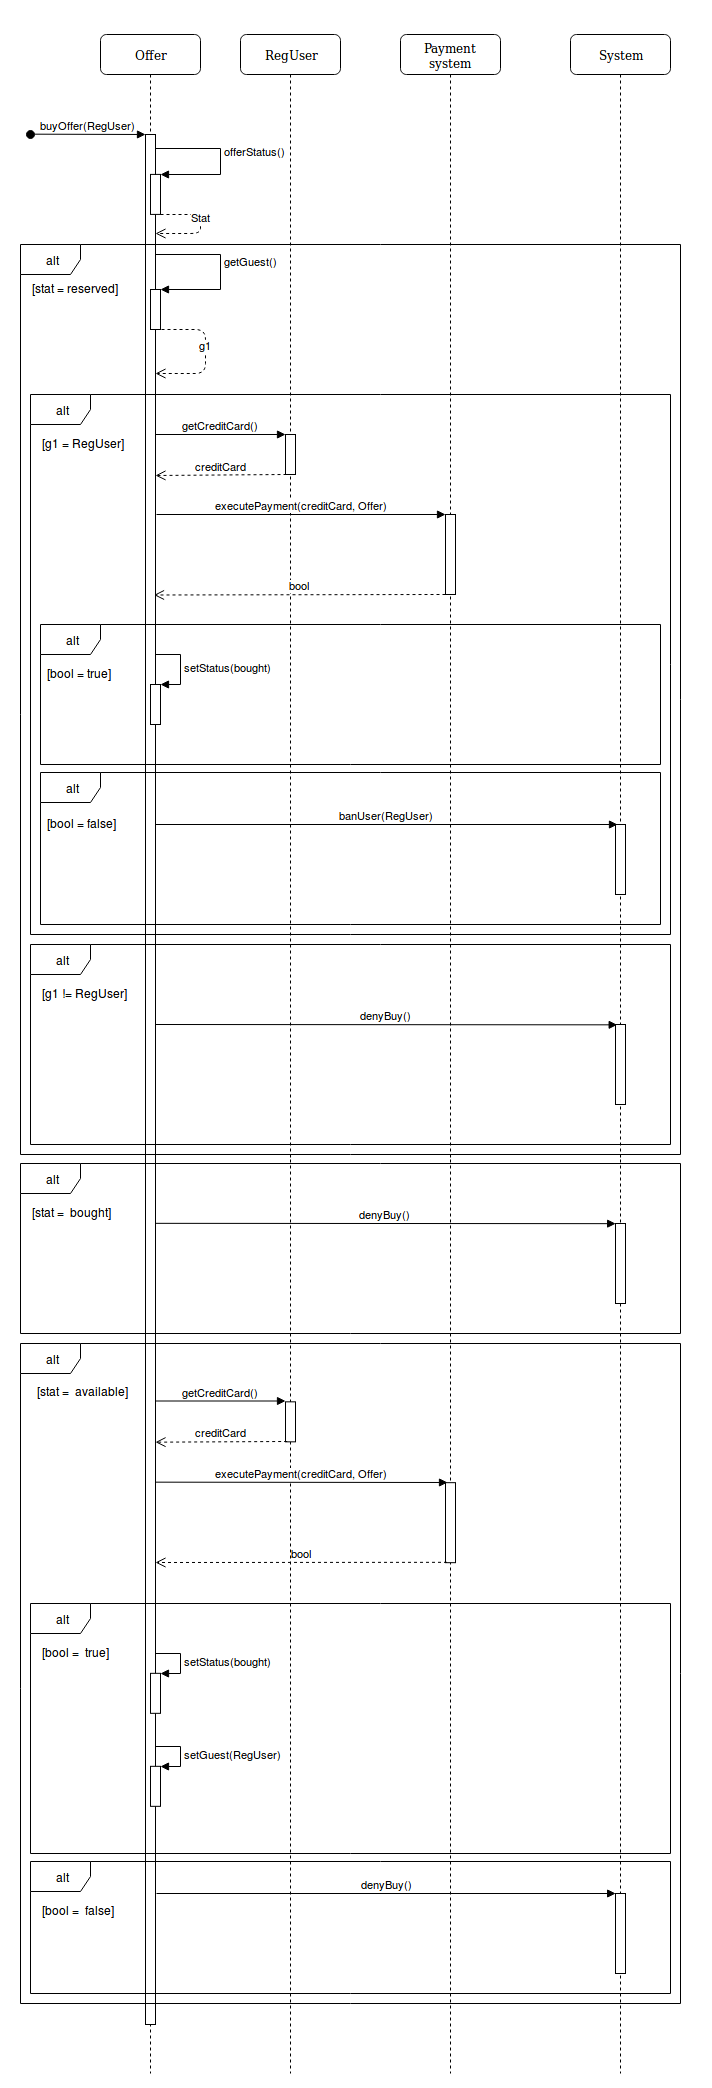 Offer
RegUser
Payment
system
System
buyOffer(RegUser)
offerStatus()
Stat
alt
getGuest()
[stat = reserved]
g1
alt
getCreditCard()
[g1 = RegUser]
creditCard
executePayment(creditCard, Offer)
bool
alt
setStatus(bought)
[bool = true]
alt
banUser(RegUser)
[bool = false]
alt
[g1 != RegUser]
denyBuy()
alt
[stat =  bought]
denyBuy()
alt
[stat =  available]
getCreditCard()
creditCard
executePayment(creditCard, Offer)
bool
alt
[bool =  true]
setStatus(bought)
setGuest(RegUser)
alt
denyBuy()
[bool =  false]